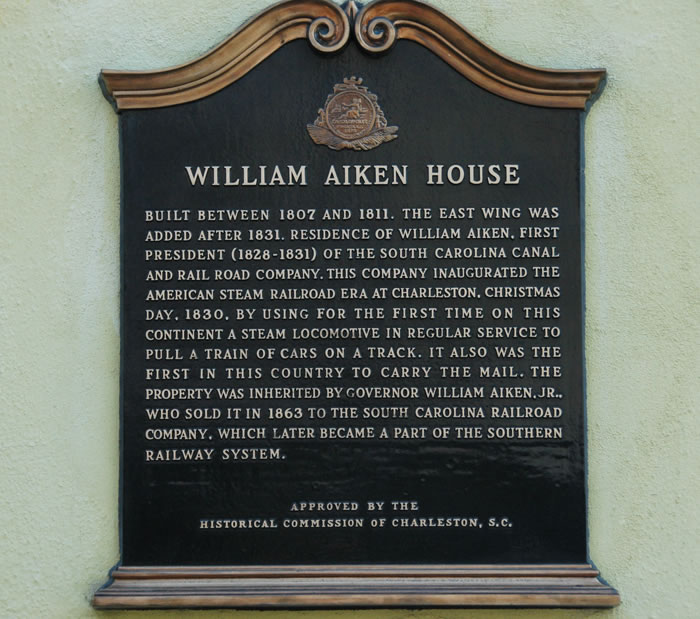 WILLIAM AIKEN HOUSE
BUILT BETWEEN 1807 AND 1811. THE EAST WING WAS
ADDED AFTER 1831. RESIDENCE OF WILLIAM AIKEN, FIRST
PRESIDENT (1828-1831) OF THE SOUTH CAROLINA CANAL
AND RAIL ROAD COMPANY. THIS COMPANY INAUGURATED THE
AMERICAN STEAM RAILROAD ERA AT CHARLESTON, CHRISTMAS
DAY, 1830, BY USING FOR THE FIRST TIME ON THIS
CONTINENT A STEAM LOCOMOTIVE IN REGULAR SERVICE TO
PULL A TRAIN OF CARS ON A TRACK. IT ALSO WAS THE
FIRST IN THIS COUNTRY TO CARRY THE MAIL. THE
PROPERTY WAS INHERITED BY GOVERNOR WILLIAM AIKEN, JR.,
WHO SOLD IT IN 1863 TO THE SOUTH CAROLINA RAILROAD
COMPANY, WHICH LATER BECAME A PART OF THE SOUTHERN
RAILWAY SYSTEM.
APPROVED BY THE
HISTORICAL COMMISSION OF CHARLESTON, S.C.